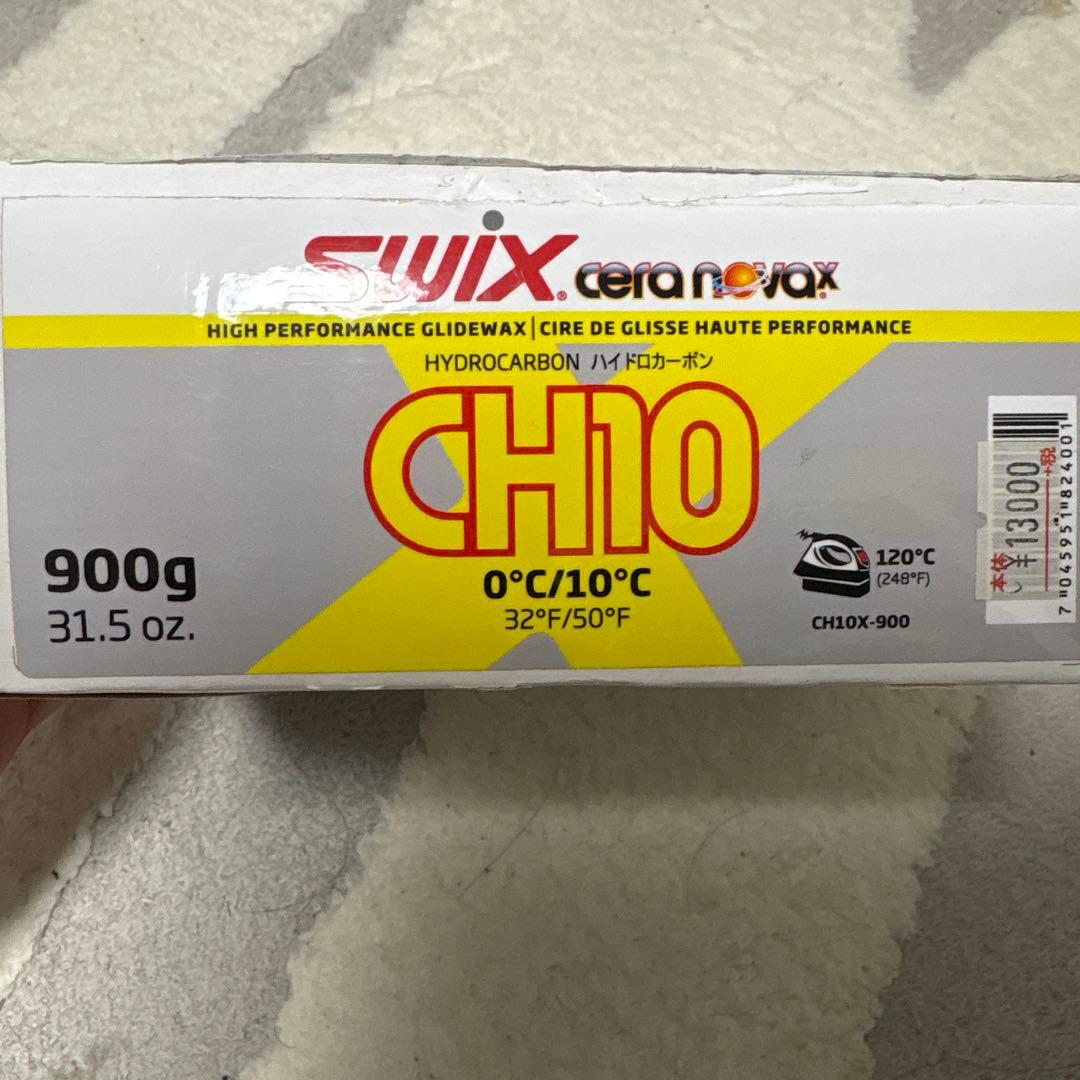 SWIX® cera novax
HIGH PERFORMANCE GLIDEWAX | CIRE DE GLISSE HAUTE PERFORMANCE
HYDROCARBON ハイドロカーボン
CH10
0°C/10°C
32°F/50°F
900g
31.5 oz.
120°C
(248°F)
CH10X-900
本体 ¥13000 +税
7 045951 824001